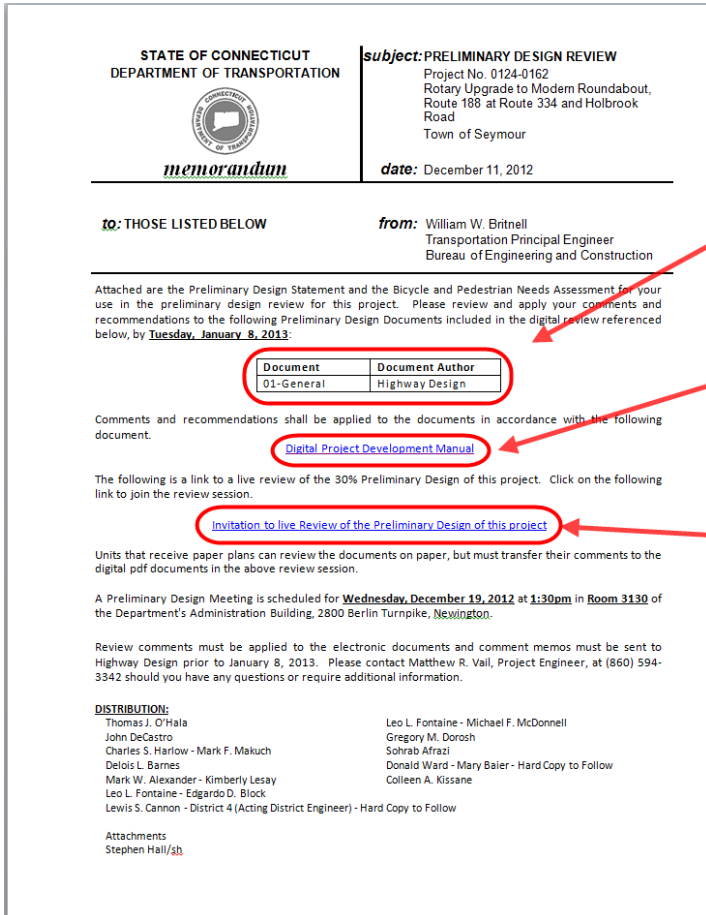 STATE OF CONNECTICUT
DEPARTMENT OF TRANSPORTATION
CONNECTICUT
DEPARTMENT OF TRANSPORTATION
memorandum
subject: PRELIMINARY DESIGN REVIEW
Project No. 0124-0162
Rotary Upgrade to Modern Roundabout,
Route 188 at Route 334 and Holbrook
Road
Town of Seymour
date: December 11, 2012
to: THOSE LISTED BELOW
from: William W. Britnell
Transportation Principal Engineer
Bureau of Engineering and Construction
Attached are the Preliminary Design Statement and the Bicycle and Pedestrian Needs Assessment for your
use in the preliminary design review for this project. Please review and apply your comments and
recommendations to the following Preliminary Design Documents included in the digital review referenced
below, by Tuesday, January 8, 2013:
Document Document Author
01-General Highway Design
Comments and recommendations shall be applied to the documents in accordance with the following
document.
Digital Project Development Manual
The following is a link to a live review of the 30% Preliminary Design of this project. Click on the following
link to join the review session.
Invitation to live Review of the Preliminary Design of this project
Units that receive paper plans can review the documents on paper, but must transfer their comments to the
digital pdf documents in the above review session.
A Preliminary Design Meeting is scheduled for Wednesday, December 19, 2012 at 1:30pm in Room 3130 of
the Department's Administration Building, 2800 Berlin Turnpike, Newington.
Review comments must be applied to the electronic documents and comment memos must be sent to
Highway Design prior to January 8, 2013. Please contact Matthew R. Vail, Project Engineer, at (860) 594-
3342 should you have any questions or require additional information.
DISTRIBUTION:
Thomas J. O'Hala
John DeCastro
Charles S. Harlow - Mark F. Makuch
Delois L. Barnes
Mark W. Alexander - Kimberly Lesay
Leo L. Fontaine - Edgardo D. Block
Lewis S. Cannon - District 4 (Acting District Engineer) - Hard Copy to Follow
Leo L. Fontaine - Michael F. McDonnell
Gregory M. Dorosh
Sohrab Afrazi
Donald Ward - Mary Baier - Hard Copy to Follow
Colleen A. Kissane
Attachments
Stephen Hall/sh